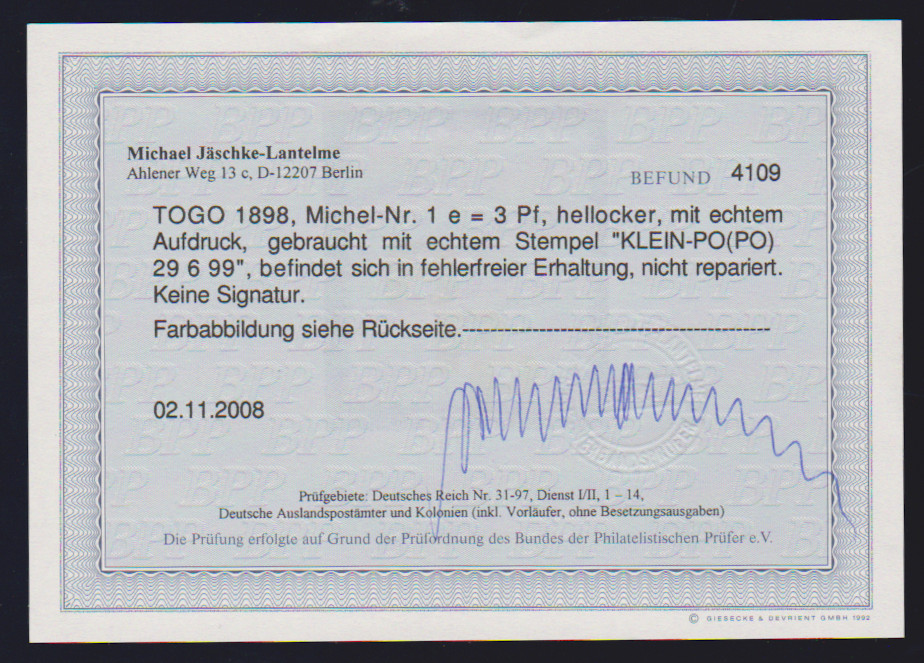 Michael Jäschke-Lantelme
Ahlener Weg 13 c, D-12207 Berlin
BEFUND 4109
TOGO 1898, Michel-Nr. 1 e = 3 Pf, hellocker, mit echtem
Aufdruck, gebraucht mit echtem Stempel "KLEIN-PO(PO)
29 6 99", befindet sich in fehlerfreier Erhaltung, nicht repariert.
Keine Signatur.
Farbabbildung siehe Rückseite.
02.11.2008
Prüfgebiete: Deutsches Reich Nr. 31-97, Dienst I/II, 1 – 14,
Deutsche Auslandspostämter und Kolonien (inkl. Vorläufer, ohne Besetzungsausgaben)
Die Prüfung erfolgte auf Grund der Prüfordnung des Bundes der Philatelistischen Prüfer e.V.
© GIESECKE & DEVRIENT GMBH 1992